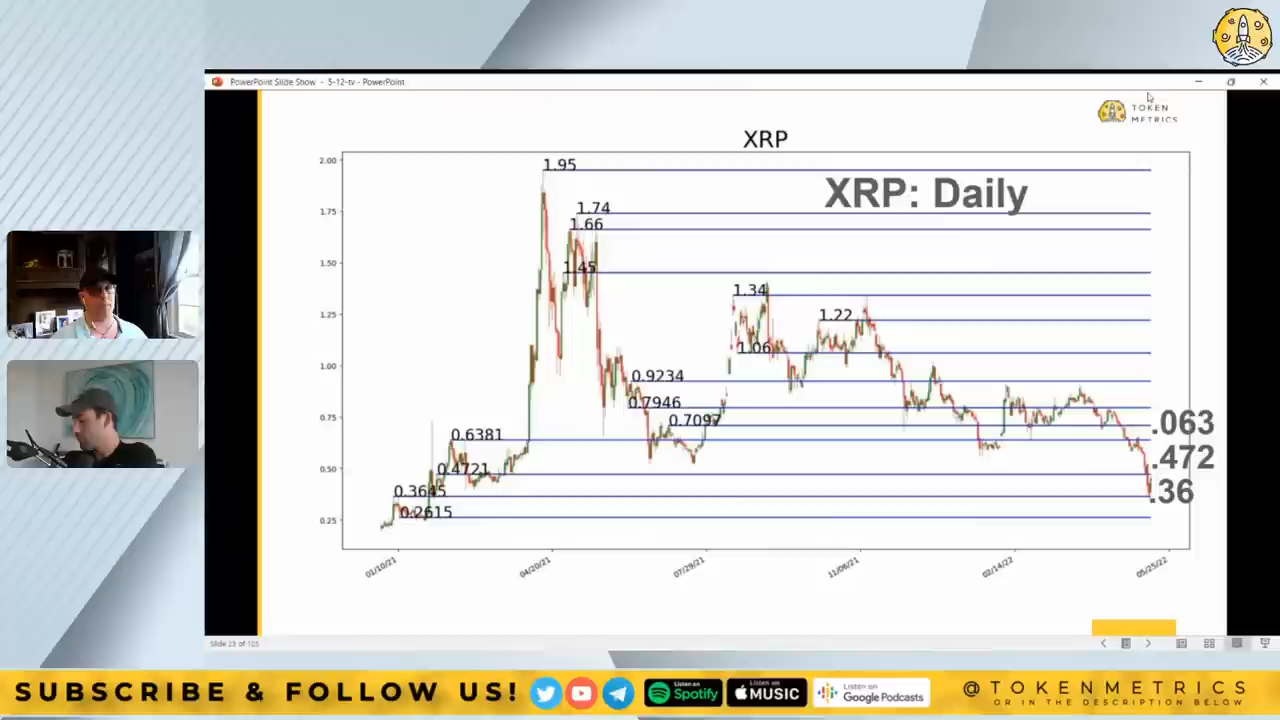 PowerPoint Slide Show - 5-12-tv - PowerPoint
TOKEN
METRICS
XRP
XRP: Daily
2.00
1.75
1.50
1.25
1.00
0.75
0.50
0.25
1.95
1.74
1.66
1.45
1.34
1.22
1.06
0.9234
0.7946
0.7097
0.6381
0.4721
0.3645
0.2615
.063
.472
.36
01/10/21
04/20/21
07/29/21
11/06/21
02/14/22
05/25/22
Slide 23 of 105
SUBSCRIBE & FOLLOW US!
Listen on
Spotify
Listen on
MUSIC
Listen on
Google Podcasts
@TOKENMETRICS
OR IN THE DESCRIPTION BELOW